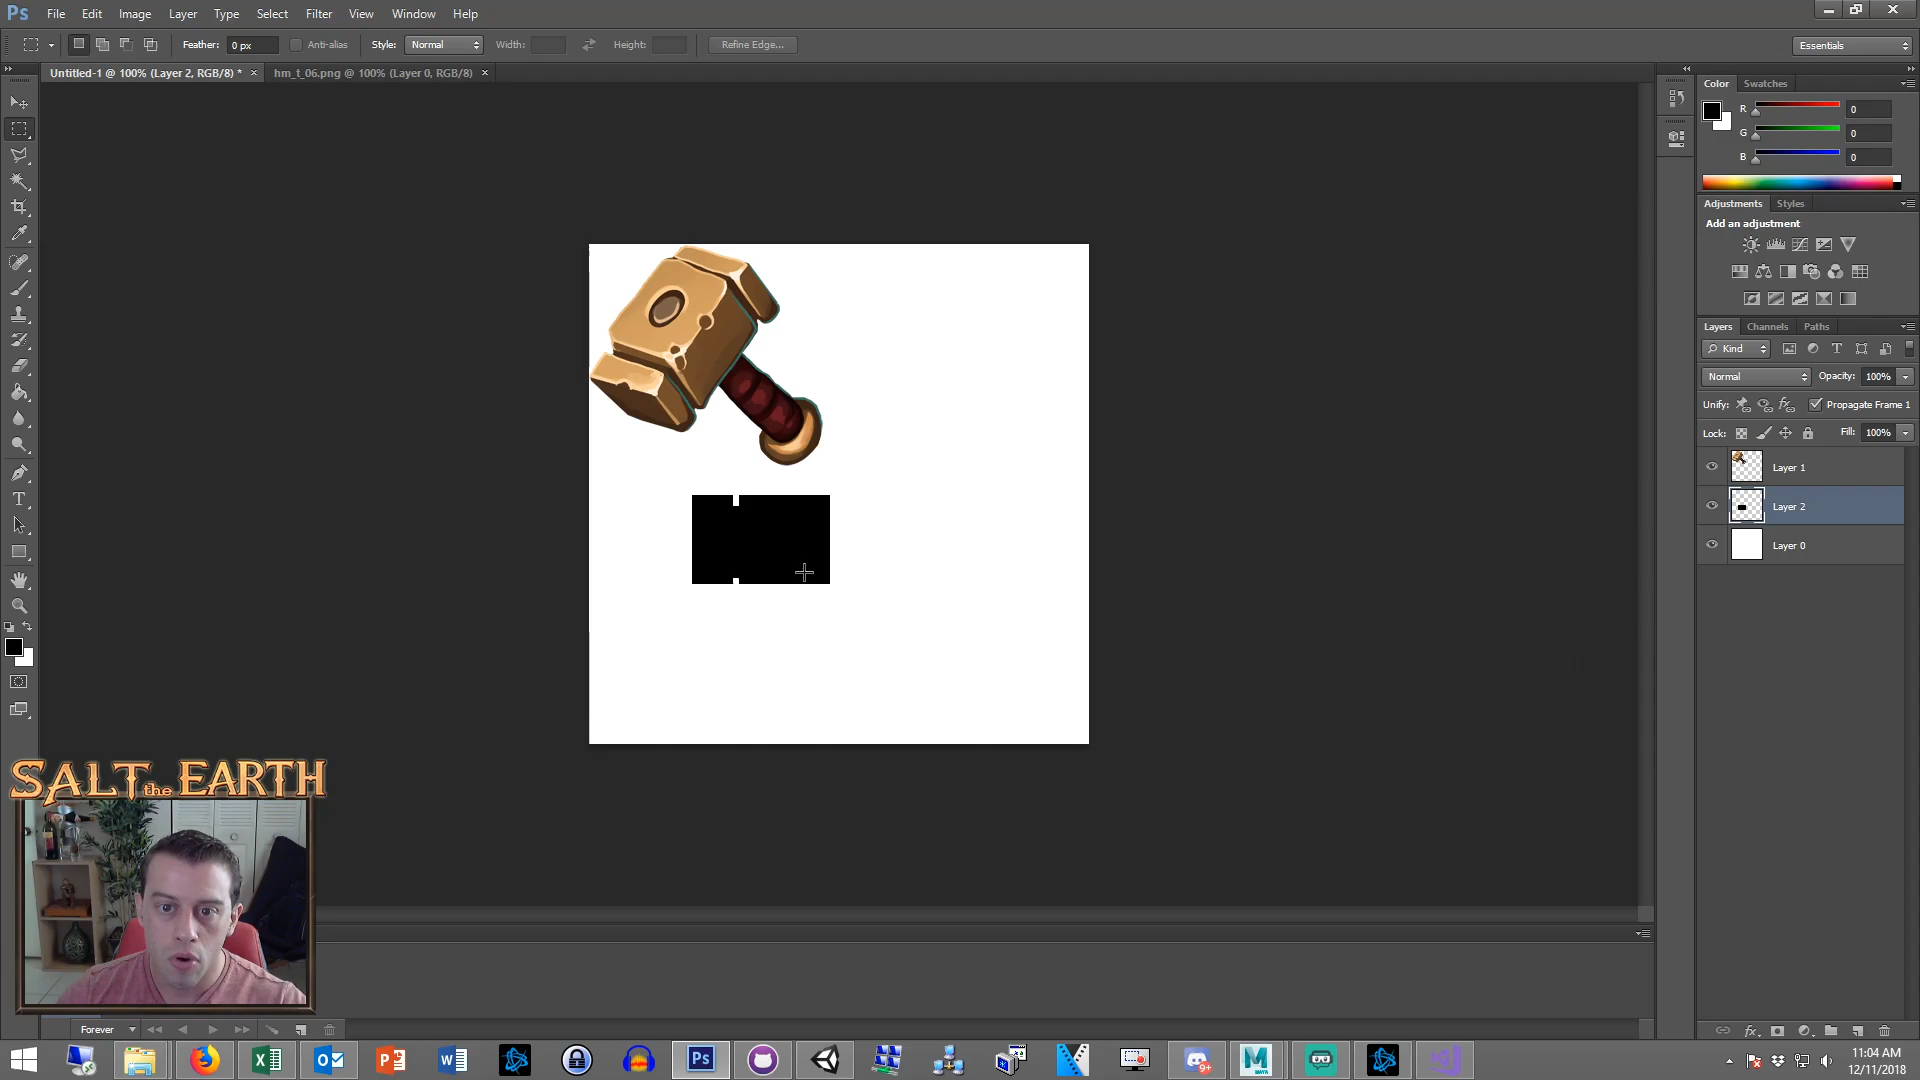 Ps File Edit Image Layer Type Select Filter View Window Help
Feather: 0 px Anti-alias Style: Normal Width: Height: Refine Edge... Essentials
Untitled-1 @ 100% (Layer 2, RGB/8) * × hm_t_06.png @ 100% (Layer 0, RGB/8) ×
Color Swatches
R 0
G 0
B 0
Adjustments Styles
Add an adjustment
Layers Channels Paths
Kind
Normal Opacity: 100%
Unify: Propagate Frame 1
Lock: Fill: 100%
Layer 1
Layer 2
Layer 0
SALT the EARTH
Forever
Ps
9+
MAYA
11:04 AM
12/11/2018